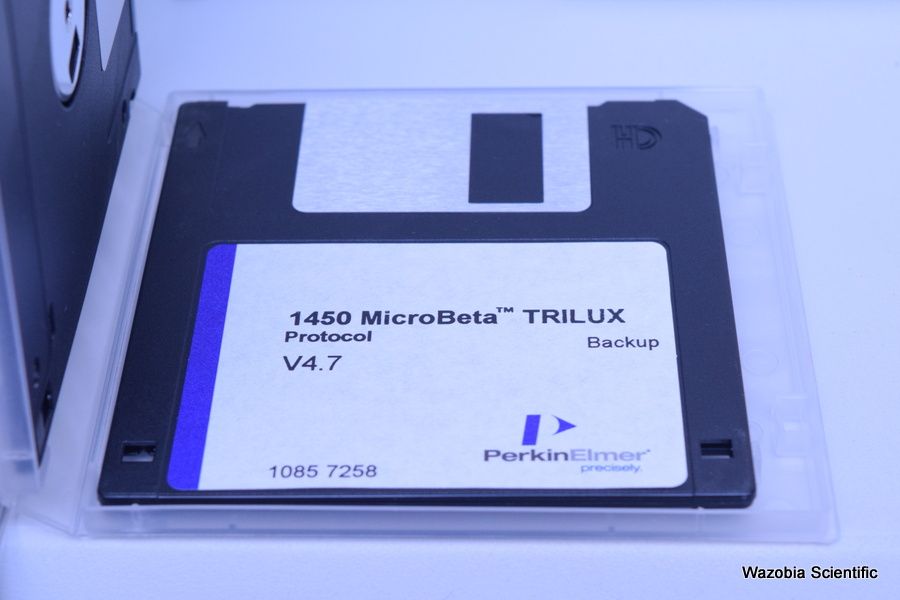 HD
1450 MicroBeta™ TRILUX
Protocol
Backup
V4.7
PerkinElmer
precisely.
1085 7258
Wazobia Scientific